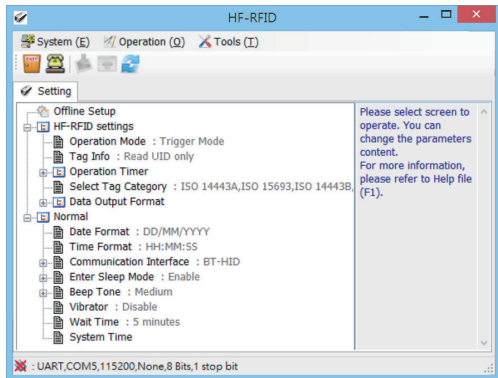 HF-RFID
System (E) Operation (O) Tools (T)
Setting
Offline Setup
HF-RFID settings
Operation Mode : Trigger Mode
Tag Info : Read UID only
Operation Timer
Select Tag Category : ISO 14443A,ISO 15693,ISO 14443B,
Data Output Format
Normal
Date Format : DD/MM/YYYY
Time Format : HH:MM:SS
Communication Interface : BT-HID
Enter Sleep Mode : Enable
Beep Tone : Medium
Vibrator : Disable
Wait Time : 5 minutes
System Time
Please select screen to
operate. You can
change the parameters
content.
For more information,
please refer to Help file
(F1).
: UART,COM5,115200,None,8 Bits,1 stop bit